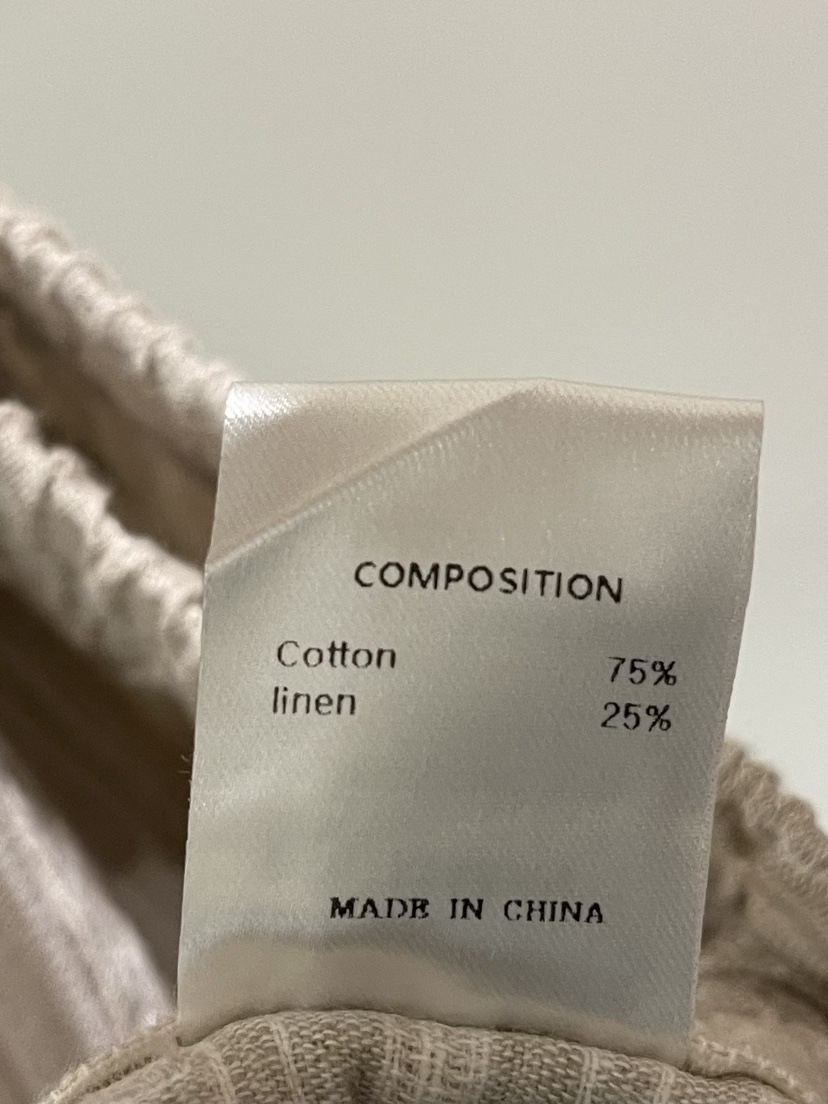 COMPOSITION
Cotton 75%
linen 25%
MADE IN CHINA